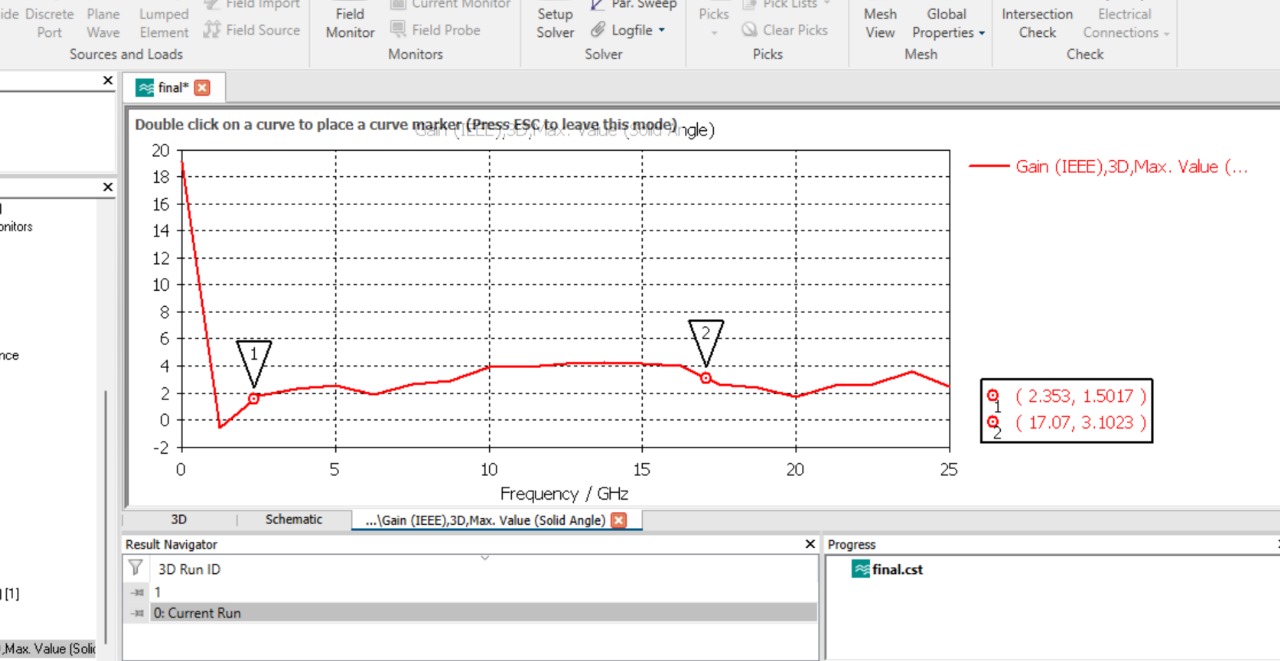 ide Discrete Plane Lumped Field Import Field Current Monitor Setup Par. Sweep Picks Pick Lists Mesh Global Intersection Electrical
Port Wave Element Field Source Monitor Field Probe Solver Logfile Clear Picks View Properties Check Connections
Sources and Loads Monitors Solver Picks Mesh Check
final*
Double click on a curve to place a curve marker (Press ESC to leave this mode)
Gain (IEEE),3D,Max. Value (Solid Angle)
20
18
16
14
12
10
8
6
4
2
0
-2
0 5 10 15 20 25
Frequency / GHz
1
2
Gain (IEEE),3D,Max. Value (...
1 ( 2.353, 1.5017 )
2 ( 17.07, 3.1023 )
onitors
nce
[1]
,Max. Value (Solid
3D Schematic ...\Gain (IEEE),3D,Max. Value (Solid Angle)
Result Navigator
3D Run ID
1
0: Current Run
Progress
final.cst